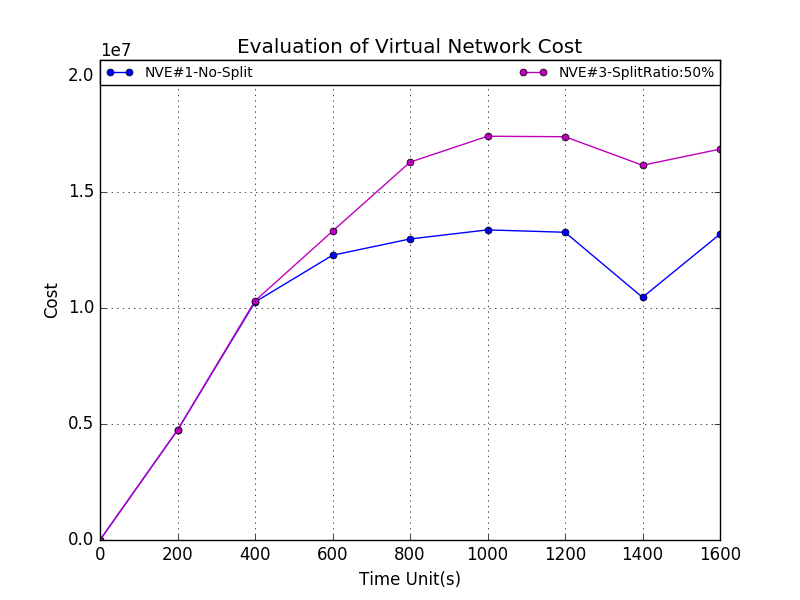 Evaluation of Virtual Network Cost
1e7
NVE#1-No-Split
NVE#3-SplitRatio:50%
2.0
1.5
1.0
0.5
0.0
Cost
0 200 400 600 800 1000 1200 1400 1600
Time Unit(s)